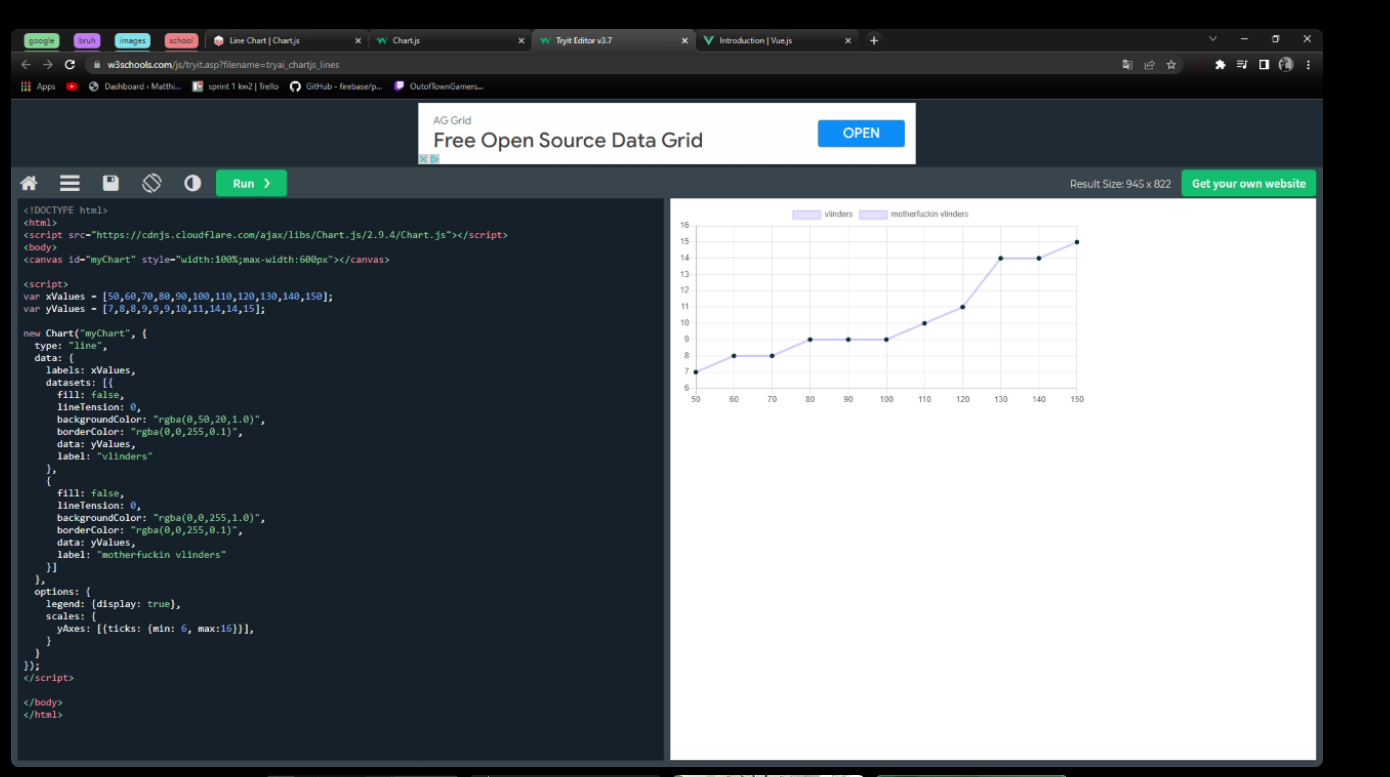 google bruh images school Line Chart | Chart.js Chart.js Tryit Editor v3.7 Introduction | Vue.js
w3schools.com/js/tryit.asp?filename=tryai_chartjs_lines
Apps Dashboard ‹ Matthi... sprint 1 kw2 | Trello GitHub - firebase/p... OutofTownGamers...
AG Grid
Free Open Source Data Grid
OPEN
Run ❯
Result Size: 945 x 822
Get your own website
<!DOCTYPE html>
<html>
<script src="https://cdnjs.cloudflare.com/ajax/libs/Chart.js/2.9.4/Chart.js"></script>
<body>
<canvas id="myChart" style="width:100%;max-width:600px"></canvas>
<script>
var xValues = [50,60,70,80,90,100,110,120,130,140,150];
var yValues = [7,8,8,9,9,9,10,11,14,14,15];
new Chart("myChart", {
type: "line",
data: {
labels: xValues,
datasets: [{
fill: false,
lineTension: 0,
backgroundColor: "rgba(0,50,20,1.0)",
borderColor: "rgba(0,0,255,0.1)",
data: yValues,
label: "vlinders"
},
{
fill: false,
lineTension: 0,
backgroundColor: "rgba(0,0,255,1.0)",
borderColor: "rgba(0,0,255,0.1)",
data: yValues,
label: "motherfuckin vlinders"
}]
},
options: {
legend: {display: true},
scales: {
yAxes: [{ticks: {min: 6, max:16}}],
}
}
});
</script>
</body>
</html>
vlinders motherfuckin vlinders
16
15
14
13
12
11
10
9
8
7
6
50 60 70 80 90 100 110 120 130 140 150